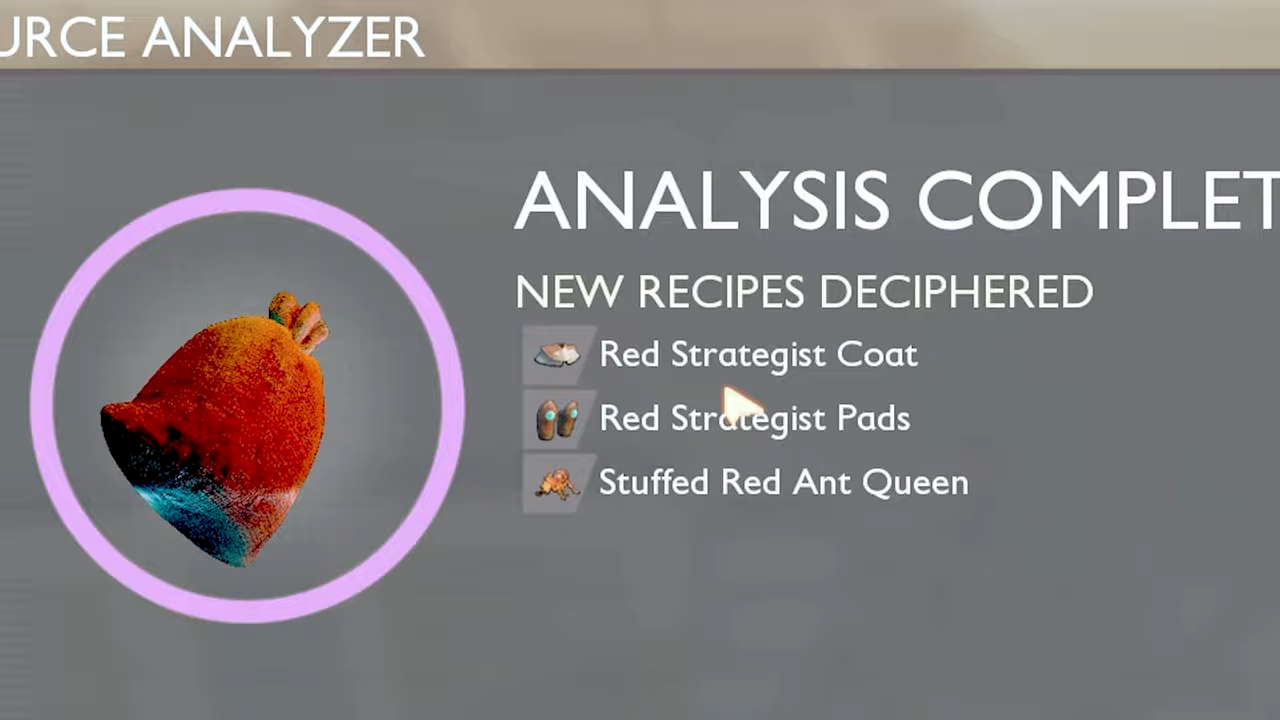 URCE ANALYZER
ANALYSIS COMPLET
NEW RECIPES DECIPHERED
Red Strategist Coat
Red Strategist Pads
Stuffed Red Ant Queen